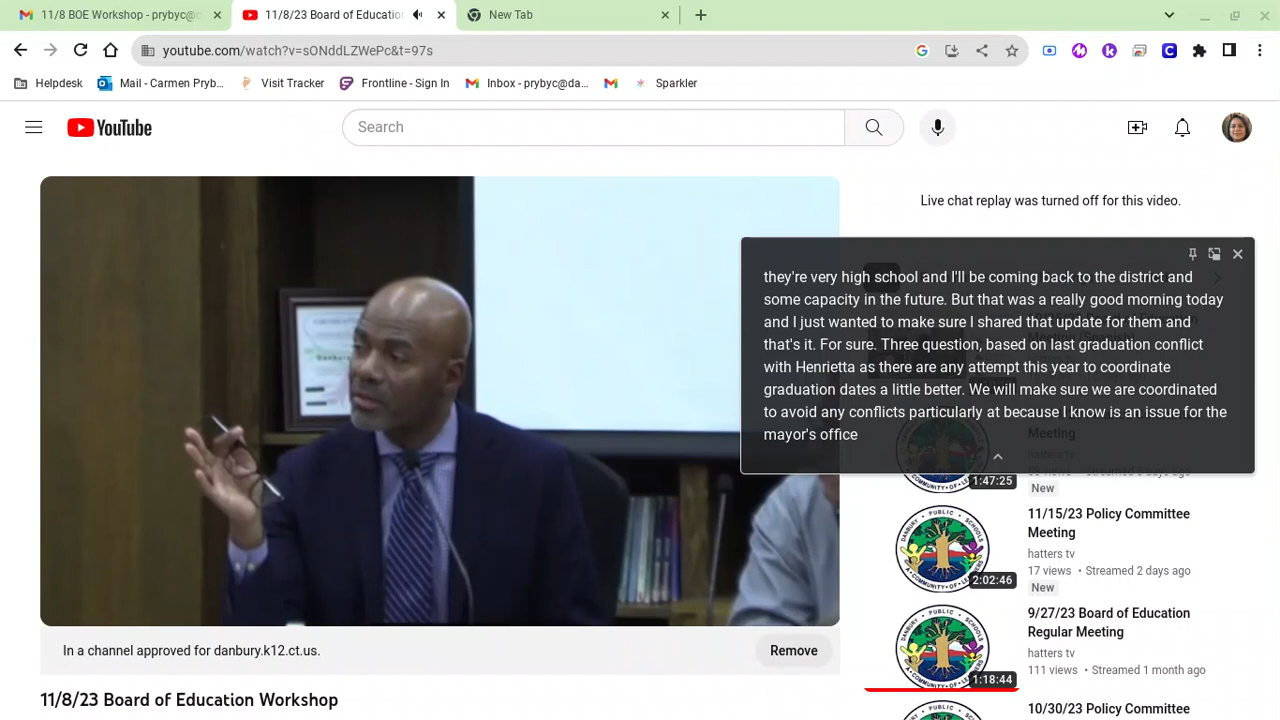 11/8 BOE Workshop - prybyc@
11/8/23 Board of Education
New Tab
youtube.com/watch?v=sONddLZWePc&t=97s
Helpdesk
Mail - Carmen Pryb...
Visit Tracker
Frontline - Sign In
Inbox - prybyc@da...
Sparkler
YouTube
Search
Live chat replay was turned off for this video.
they're very high school and I'll be coming back to the district and
some capacity in the future. But that was a really good morning today
and I just wanted to make sure I shared that update for them and
that's it. For sure. Three question, based on last graduation conflict
with Henrietta as there are any attempt this year to coordinate
graduation dates a little better. We will make sure we are coordinated
to avoid any conflicts particularly at because I know is an issue for the
mayor's office
Meeting
hatters tv
1:47:25
New
11/15/23 Policy Committee
Meeting
hatters tv
17 views • Streamed 2 days ago
2:02:46
New
9/27/23 Board of Education
Regular Meeting
hatters tv
111 views • Streamed 1 month ago
1:18:44
10/30/23 Policy Committee
In a channel approved for danbury.k12.ct.us.
Remove
11/8/23 Board of Education Workshop